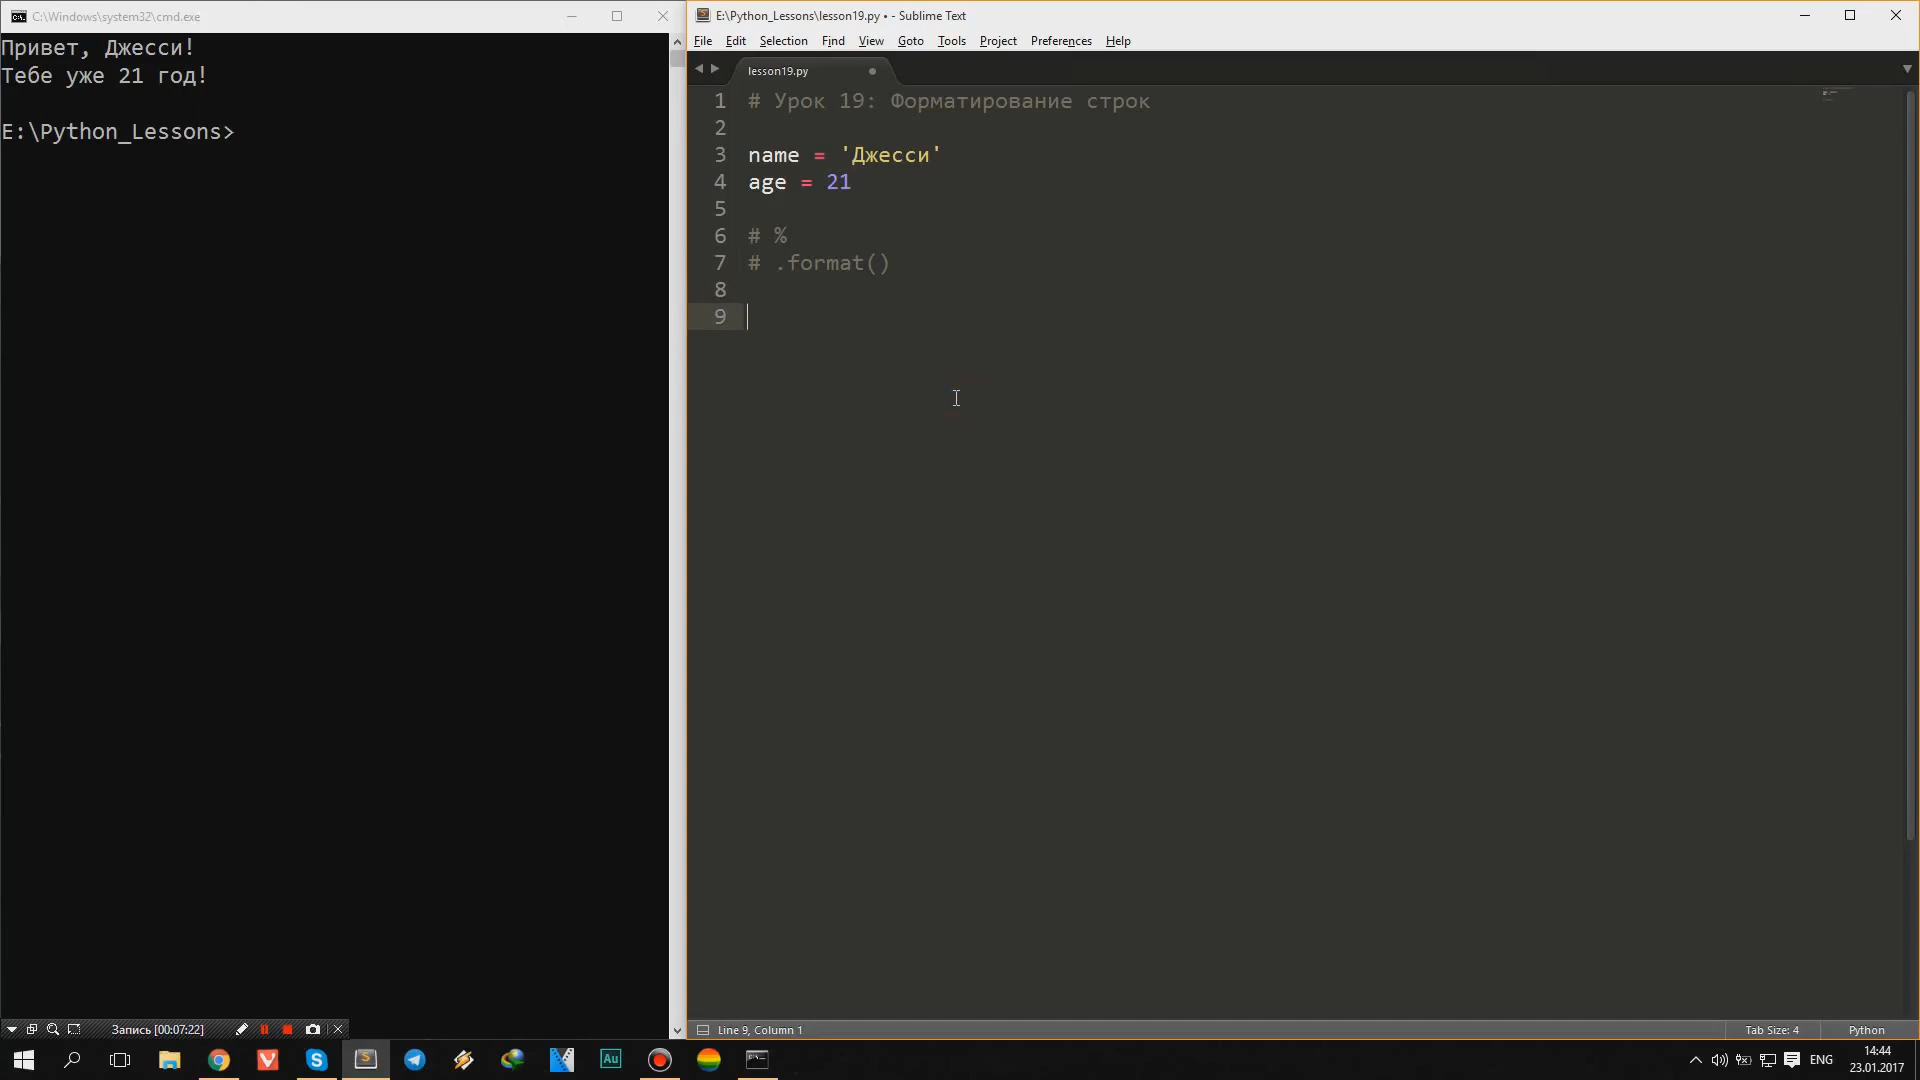 C:\Windows\system32\cmd.exe
Привет, Джесси!
Тебе уже 21 год!
E:\Python_Lessons>
Запись [00:07:22]
E:\Python_Lessons\lesson19.py • - Sublime Text
File Edit Selection Find View Goto Tools Project Preferences Help
lesson19.py
1 # Урок 19: Форматирование строк
2
3 name = 'Джесси'
4 age = 21
5
6 # %
7 # .format()
8
9
Line 9, Column 1
Tab Size: 4
Python
Au
ENG
14:44
23.01.2017